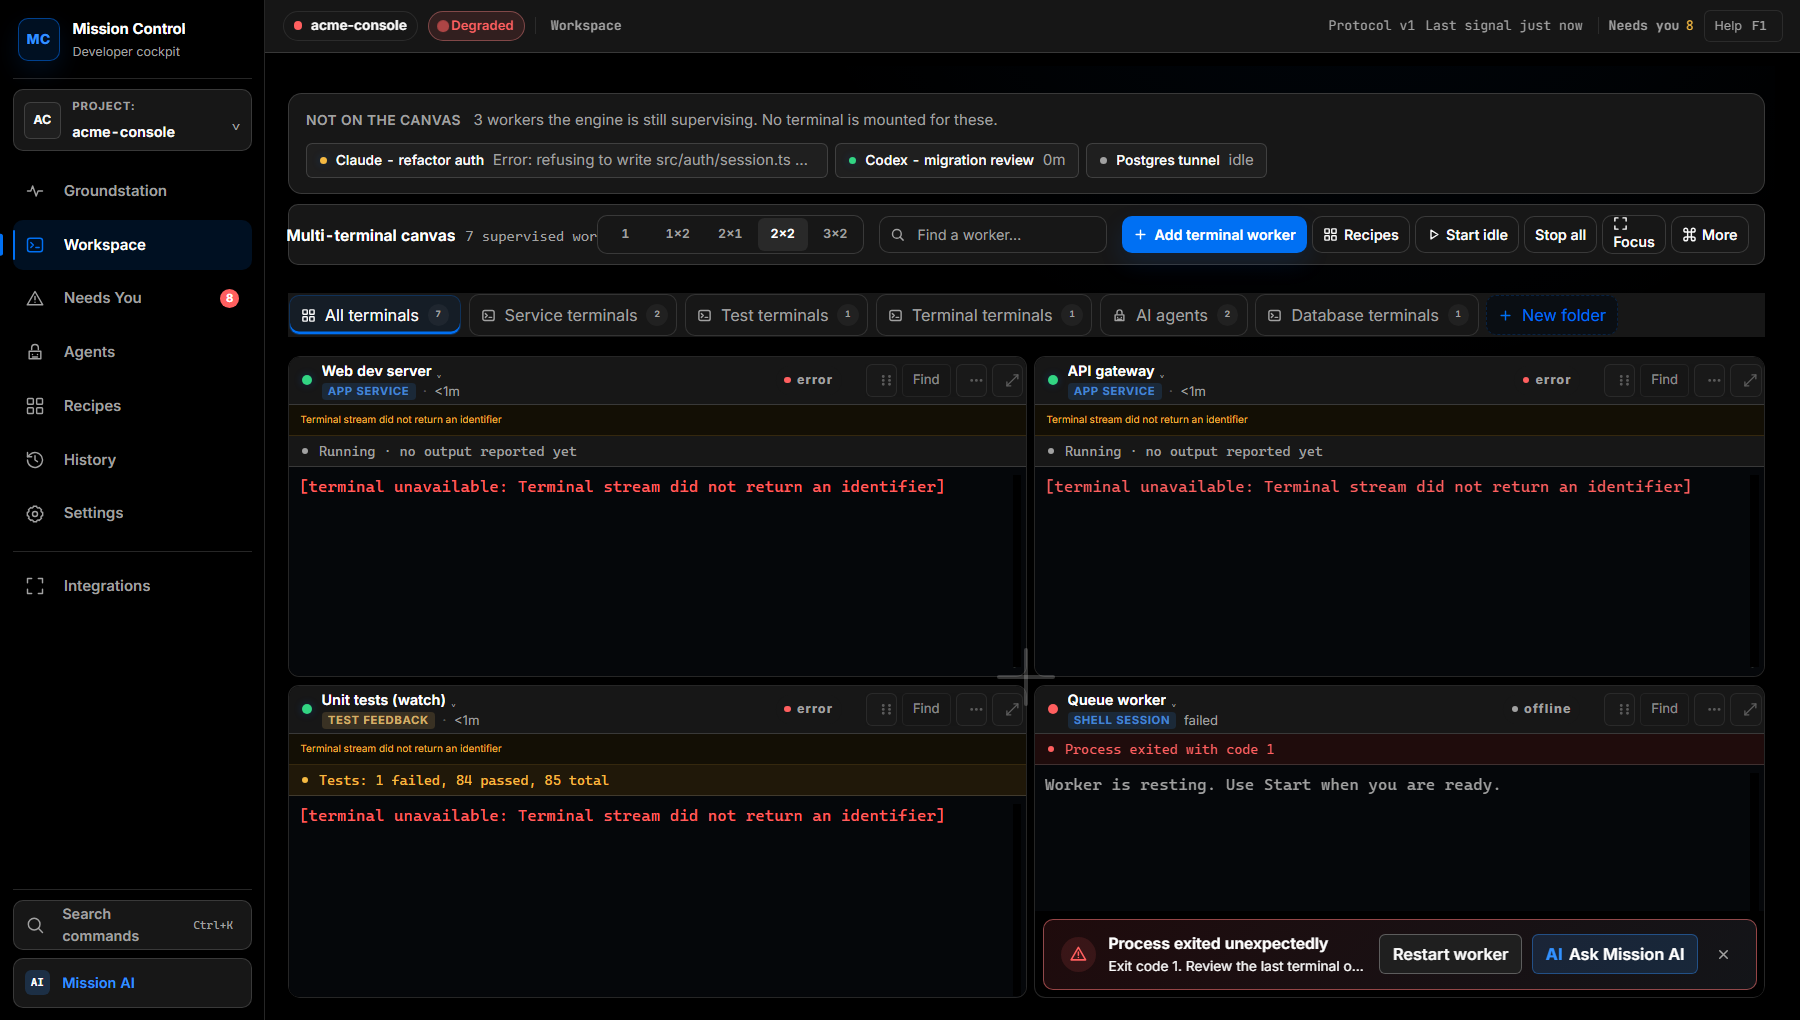 MC
Mission Control
Developer cockpit
AC
PROJECT:
acme-console
Groundstation
Workspace
Needs You
8
Agents
Recipes
History
Settings
Integrations
Search commands
Ctrl+K
AI
Mission AI
acme-console
Degraded
Workspace
Protocol v1
Last signal just now
Needs you 8
Help F1
NOT ON THE CANVAS
3 workers the engine is still supervising. No terminal is mounted for these.
Claude - refactor auth Error: refusing to write src/auth/session.ts ...
Codex - migration review 0m
Postgres tunnel idle
Multi-terminal canvas
7 supervised wor
1
1×2
2×1
2×2
3×2
Find a worker...
+ Add terminal worker
Recipes
Start idle
Stop all
Focus
⌘ More
All terminals 7
Service terminals 2
Test terminals 1
Terminal terminals 1
AI agents 2
Database terminals 1
+ New folder
Web dev server
APP SERVICE · <1m
error
Find
...
Terminal stream did not return an identifier
Running · no output reported yet
[terminal unavailable: Terminal stream did not return an identifier]
API gateway
APP SERVICE · <1m
error
Find
...
Terminal stream did not return an identifier
Running · no output reported yet
[terminal unavailable: Terminal stream did not return an identifier]
Unit tests (watch)
TEST FEEDBACK · <1m
error
Find
...
Terminal stream did not return an identifier
Tests: 1 failed, 84 passed, 85 total
[terminal unavailable: Terminal stream did not return an identifier]
Queue worker
SHELL SESSION failed
offline
Find
...
Process exited with code 1
Worker is resting. Use Start when you are ready.
Process exited unexpectedly
Exit code 1. Review the last terminal o...
Restart worker
AI Ask Mission AI
×